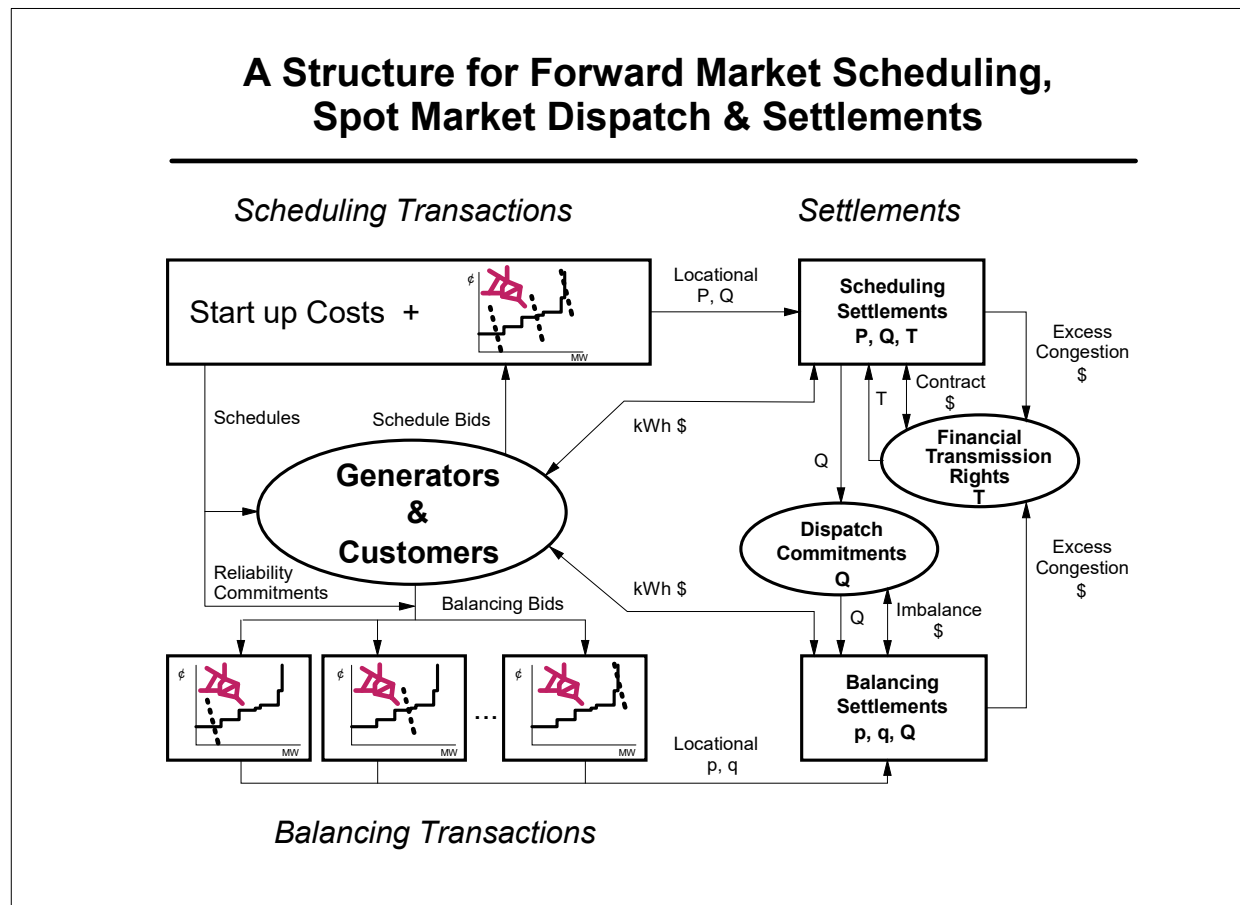 A Structure for Forward Market Scheduling,
Spot Market Dispatch & Settlements
Scheduling Transactions
Settlements
Start up Costs +
¢
MW
Locational
P, Q
Scheduling
Settlements
P, Q, T
Excess
Congestion
$
Schedules
Schedule Bids
kWh $
T
Contract
$
Financial
Transmission
Rights
T
Generators
&
Customers
Q
Dispatch
Commitments
Q
Excess
Congestion
$
Reliability
Commitments
Balancing Bids
kWh $
Q
Imbalance
$
¢
MW
¢
MW
...
¢
MW
Balancing
Settlements
p, q, Q
Locational
p, q
Balancing Transactions